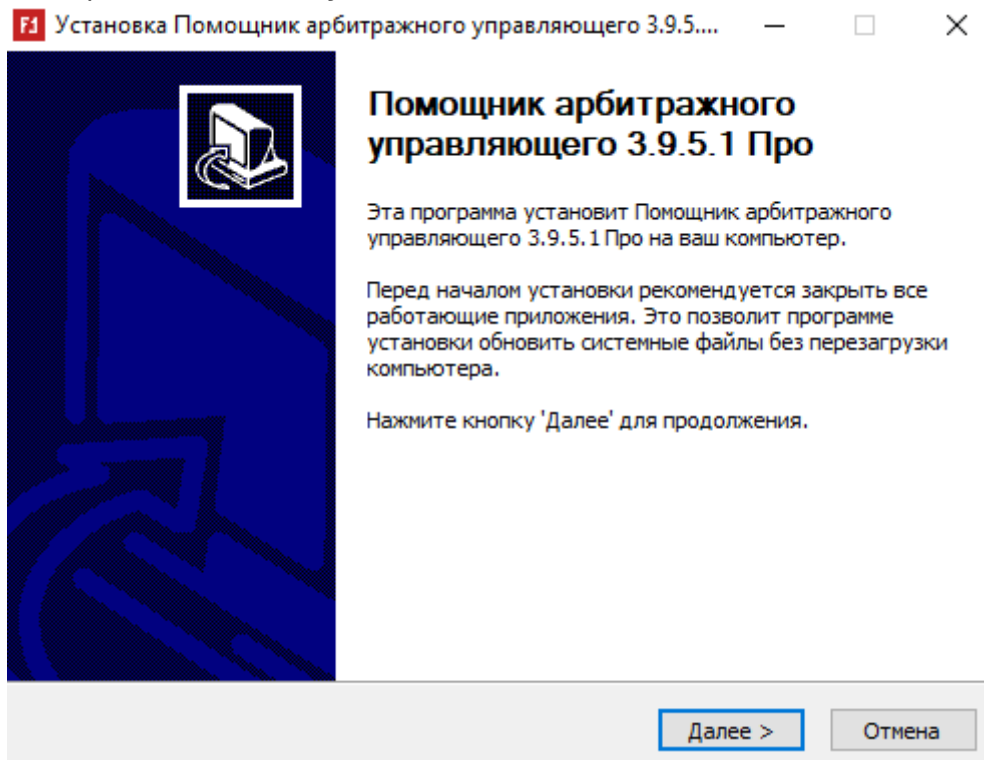 Установка Помощник арбитражного управляющего 3.9.5....
Помощник арбитражного
управляющего 3.9.5.1 Про
Эта программа установит Помощник арбитражного
управляющего 3.9.5.1 Про на ваш компьютер.
Перед началом установки рекомендуется закрыть все
работающие приложения. Это позволит программе
установки обновить системные файлы без перезагрузки
компьютера.
Нажмите кнопку 'Далее' для продолжения.
Далее >
Отмена